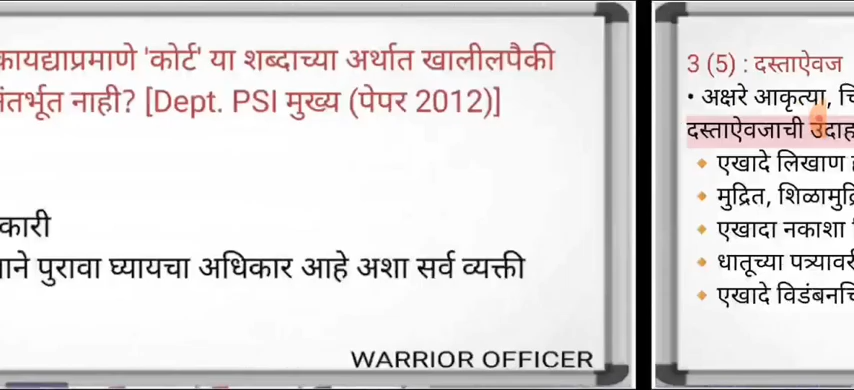 कायद्याप्रमाणे 'कोर्ट' या शब्दाच्या अर्थात खालीलपैकी
अंतर्भूत नाही? [Dept. PSI मुख्य (पेपर 2012)]
कारी
ाने पुरावा घ्यायचा अधिकार आहे अशा सर्व व्यक्ती
WARRIOR OFFICER
3 (5) : दस्ताऐवज
• अक्षरे आकृत्या, चि
दस्ताऐवजाची उदाह
🔸 एखादे लिखाण ह
🔸 मुद्रित, शिळामुद्रि
🔸 एखादा नकाशा
🔸 धातूच्या पत्र्यावर
🔸 एखादे विडंबनचि